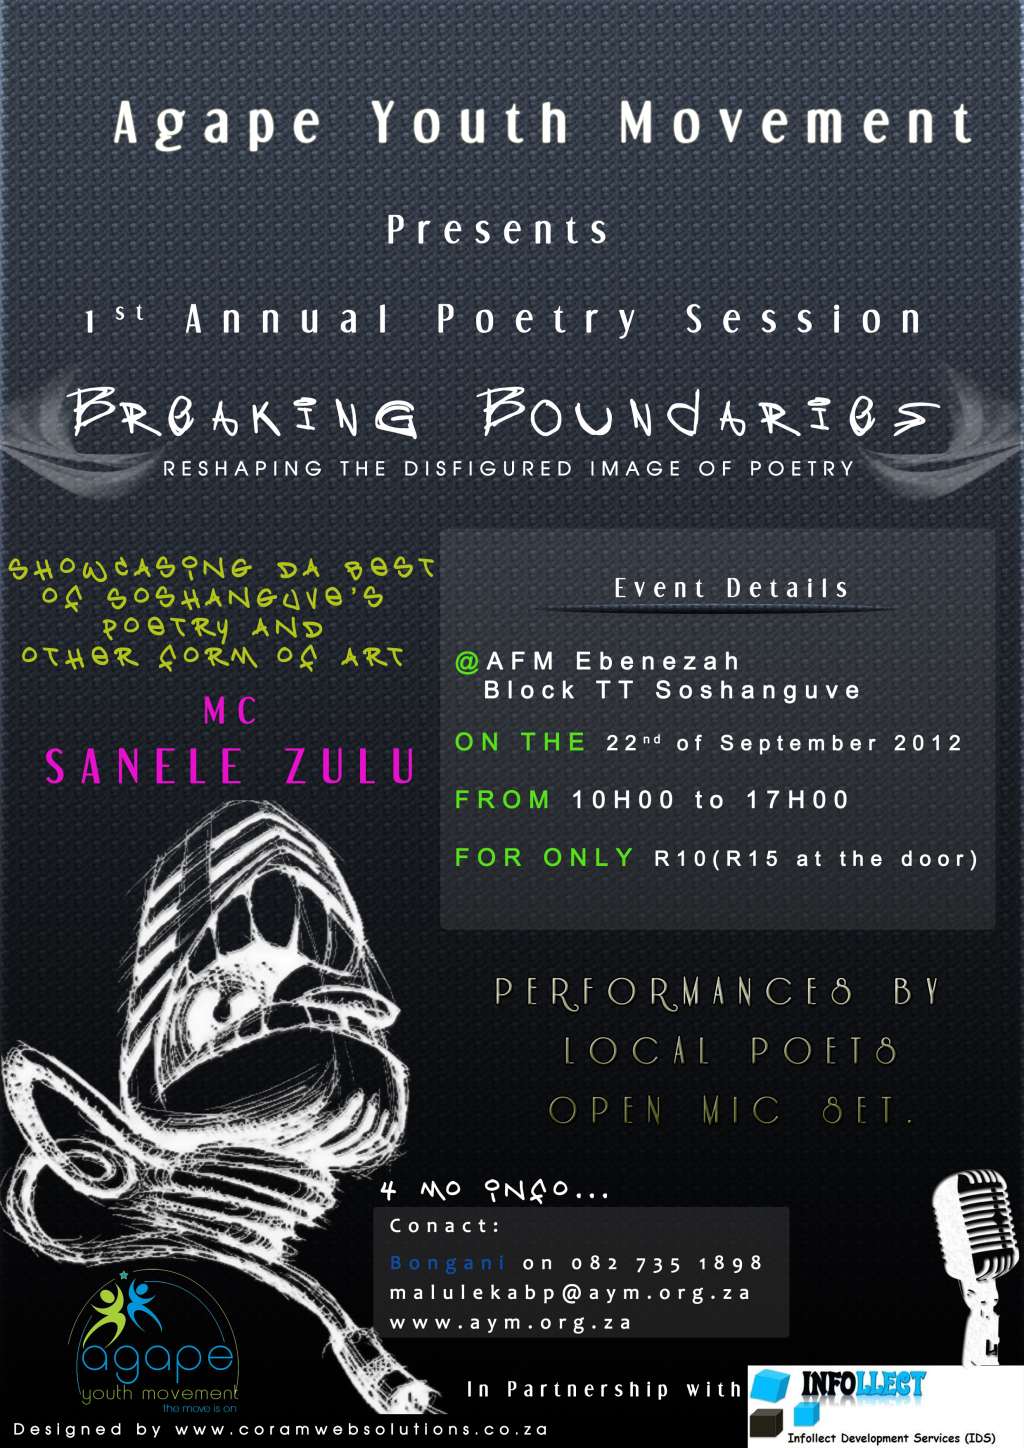 Agape Youth Movement
Presents
1st Annual Poetry Session
Breaking Boundaries
RESHAPING THE DISFIGURED IMAGE OF POETRY
SHOWCASING DA BEST
OF SOSHANGUVE'S
POETRY AND
OTHER FORM OF ART
MC
SANELE ZULU
Event Details
@AFM Ebenezah
Block TT Soshanguve
ON THE 22nd of September 2012
FROM 10H00 to 17H00
FOR ONLY R10(R15 at the door)
PERFORMANCES BY
LOCAL POETS
OPEN MIC SET.
4 MO INFO...
Conact:
Bongani on 082 735 1898
malulekabp@aym.org.za
www.aym.org.za
agape
youth movement
the move is on
In Partnership with
INFOLLECT
Infollect Development Services (IDS)
Designed by www.coramwebsolutions.co.za